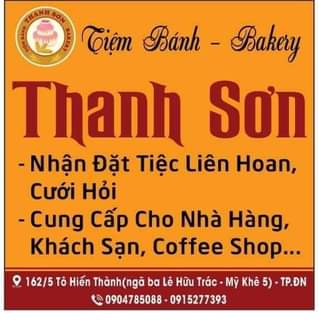 THANH SƠN
Tiệm Bánh - Bakery
Thanh Sơn
- Nhận Đặt Tiệc Liên Hoan,
Cưới Hỏi
- Cung Cấp Cho Nhà Hàng,
Khách Sạn, Coffee Shop...
162/5 Tô Hiến Thành(ngã ba Lê Hữu Trác - Mỹ Khê 5) - TP.ĐN
0904785088 - 0915277393